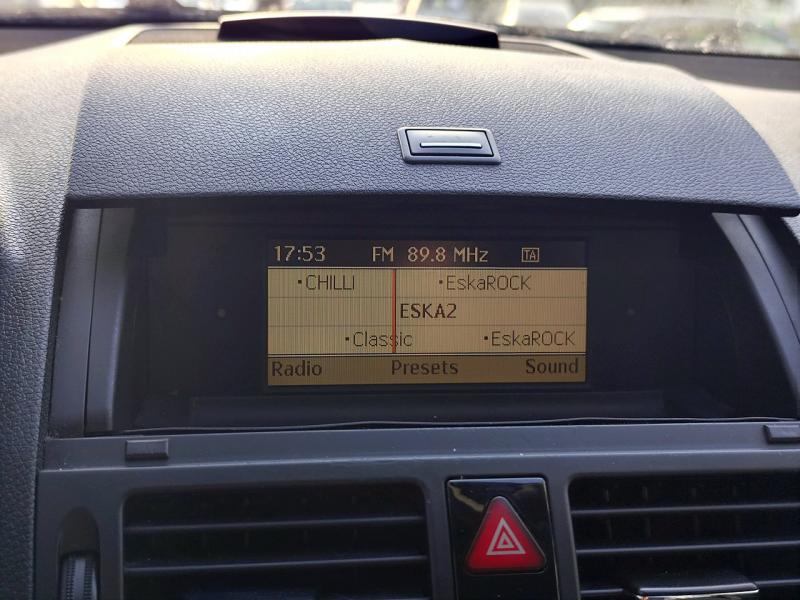 17:53 FM 89.8 MHz TA
•CHILLI •EskaROCK
ESKA2
•Classic •EskaROCK
Radio Presets Sound